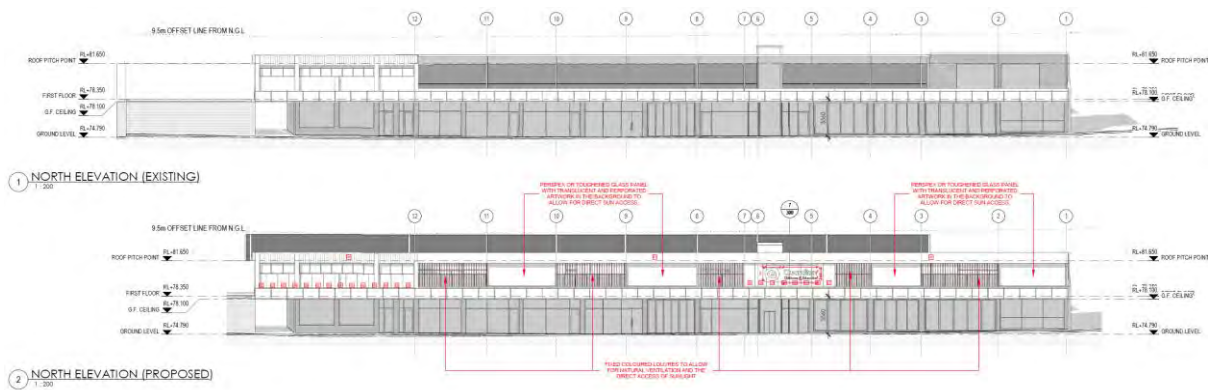 12 11 10 9 8 7 6 5 4 3 2 1
9.5m OFFSET LINE FROM N.G.L
RL+81.650
ROOF PITCH POINT
RL+78.350
FIRST FLOOR
RL+78.100
G.F. CEILING
RL+74.790
GROUND LEVEL
RL+81.650
ROOF PITCH POINT
RL+78.100
G.F. CEILING
RL+74.790
GROUND LEVEL
1 NORTH ELEVATION (EXISTING)
1 : 200
PERSPEX OR TOUGHENED GLASS PANEL
WITH TRANSLUCENT AND PERFORATED
ARTWORK IN THE BACKGROUND TO
ALLOW FOR DIRECT SUN ACCESS.
PERSPEX OR TOUGHENED GLASS PANEL
WITH TRANSLUCENT AND PERFORATED
ARTWORK IN THE BACKGROUND TO
ALLOW FOR DIRECT SUN ACCESS.
12 11 10 9 8 7 6 5 4 3 2 1
7
9.5m OFFSET LINE FROM N.G.L
RL+81.650
ROOF PITCH POINT
RL+78.350
FIRST FLOOR
RL+78.100
G.F. CEILING
RL+74.790
GROUND LEVEL
RL+81.650
ROOF PITCH POINT
RL+78.100
G.F. CEILING
RL+74.790
GROUND LEVEL
FIXED COLOURED LOUVRES TO ALLOW
FOR NATURAL VENTILATION AND THE
DIRECT ACCESS OF SUNLIGHT
2 NORTH ELEVATION (PROPOSED)
1 : 200